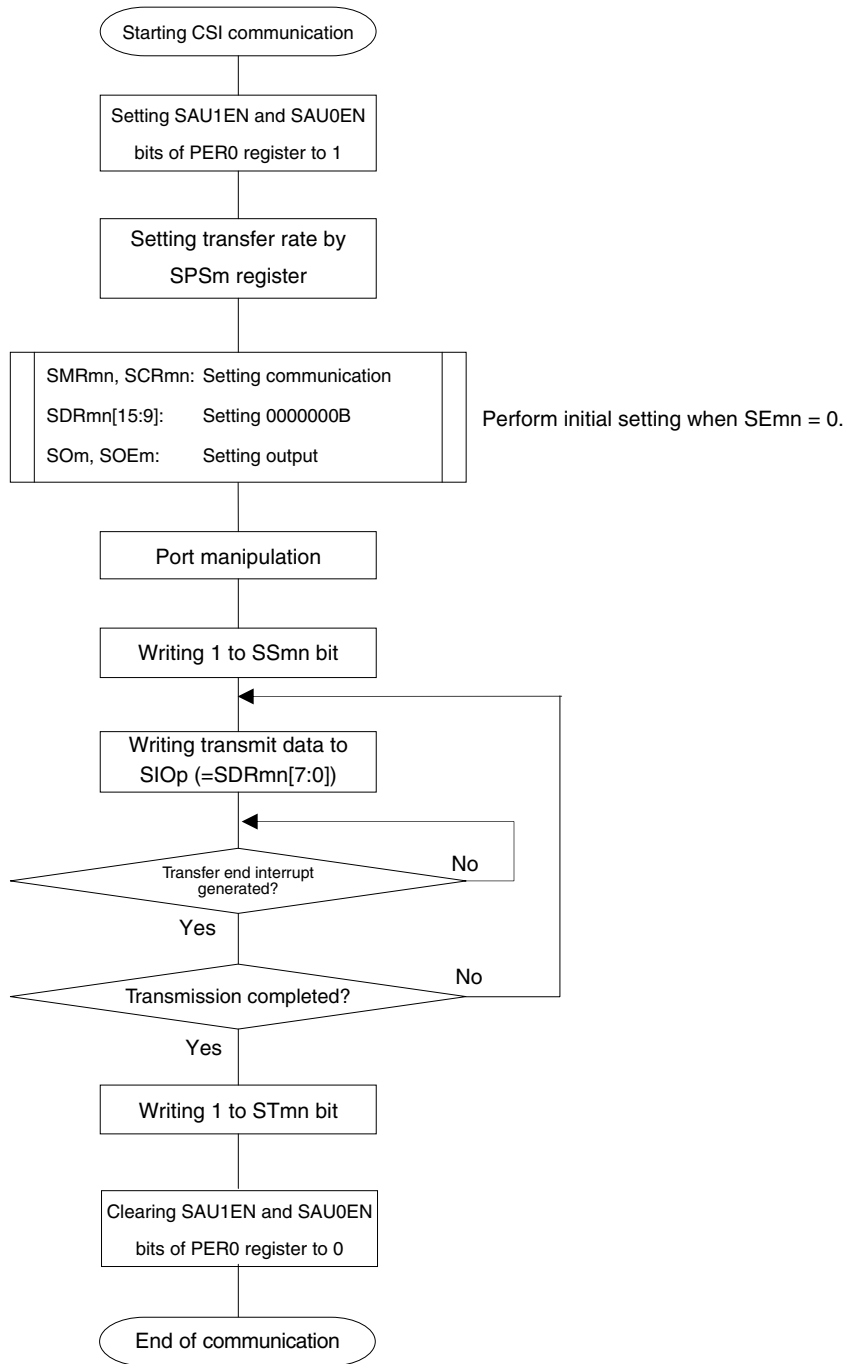 Starting CSI communication
Setting SAU1EN and SAU0EN
bits of PER0 register to 1
Setting transfer rate by
SPSm register
SMRmn, SCRmn: Setting communication
SDRmn[15:9]: Setting 0000000B
SOm, SOEm: Setting output
Perform initial setting when SEmn = 0.
Port manipulation
Writing 1 to SSmn bit
Writing transmit data to
SIOp (=SDRmn[7:0])
Transfer end interrupt
generated?
No
Yes
Transmission completed?
No
Yes
Writing 1 to STmn bit
Clearing SAU1EN and SAU0EN
bits of PER0 register to 0
End of communication